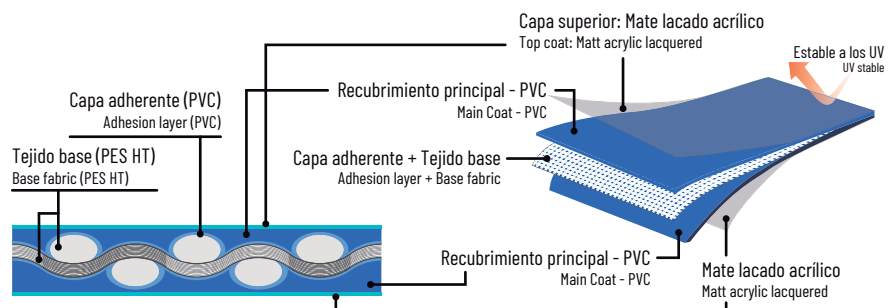 Capa superior: Mate lacado acrílico
Top coat: Matt acrylic lacquered
Estable a los UV
UV stable
Recubrimiento principal - PVC
Main Coat - PVC
Capa adherente (PVC)
Adhesion layer (PVC)
Tejido base (PES HT)
Base fabric (PES HT)
Capa adherente + Tejido base
Adhesion layer + Base fabric
Recubrimiento principal - PVC
Main Coat - PVC
Mate lacado acrílico
Matt acrylic lacquered